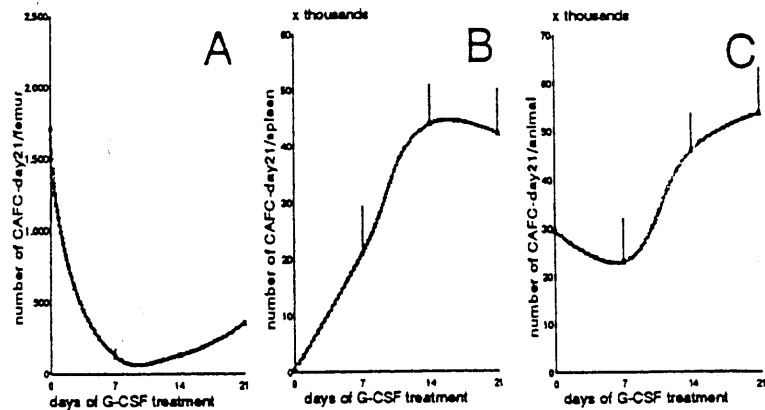 A
number of CAFC-day21/femur
2.500
2.000
1.500
1.000
500
0
0 7 14 21
days of G-CSF treatment
x thousands
B
number of CAFC-day21/spleen
60
50
40
30
20
10
0
0 7 14 21
days of G-CSF treatment
x thousands
C
number of CAFC-day21/animal
70
60
50
40
30
20
10
0
0 7 14 21
days of G-CSF treatment